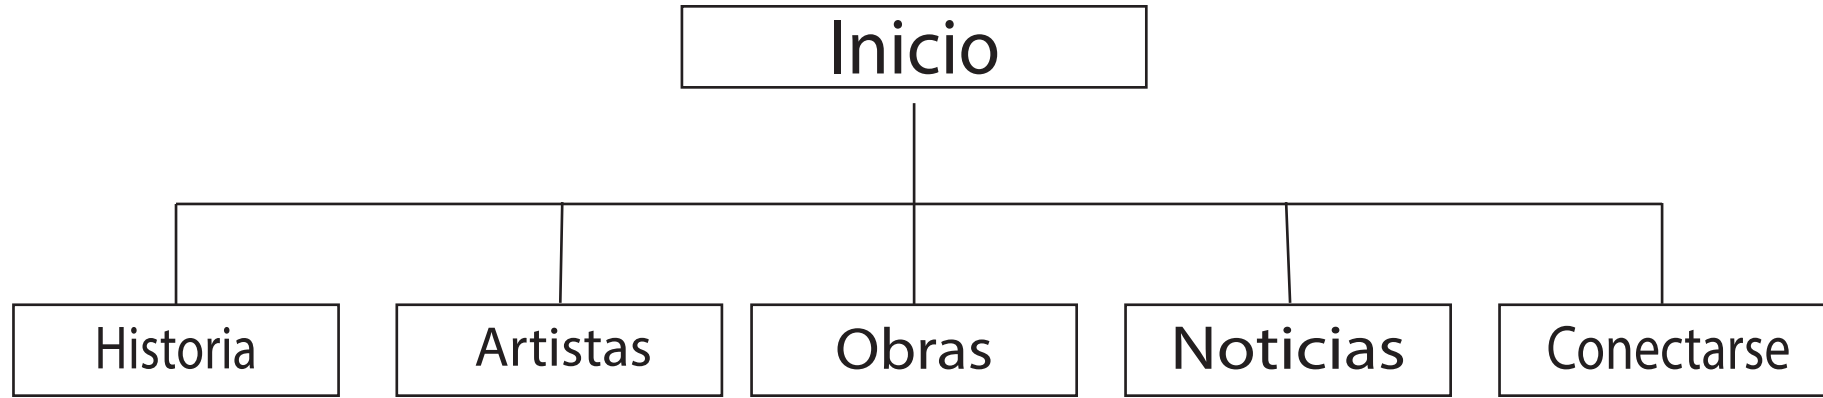 Inicio
Historia
Artistas
Obras
Noticias
Conectarse